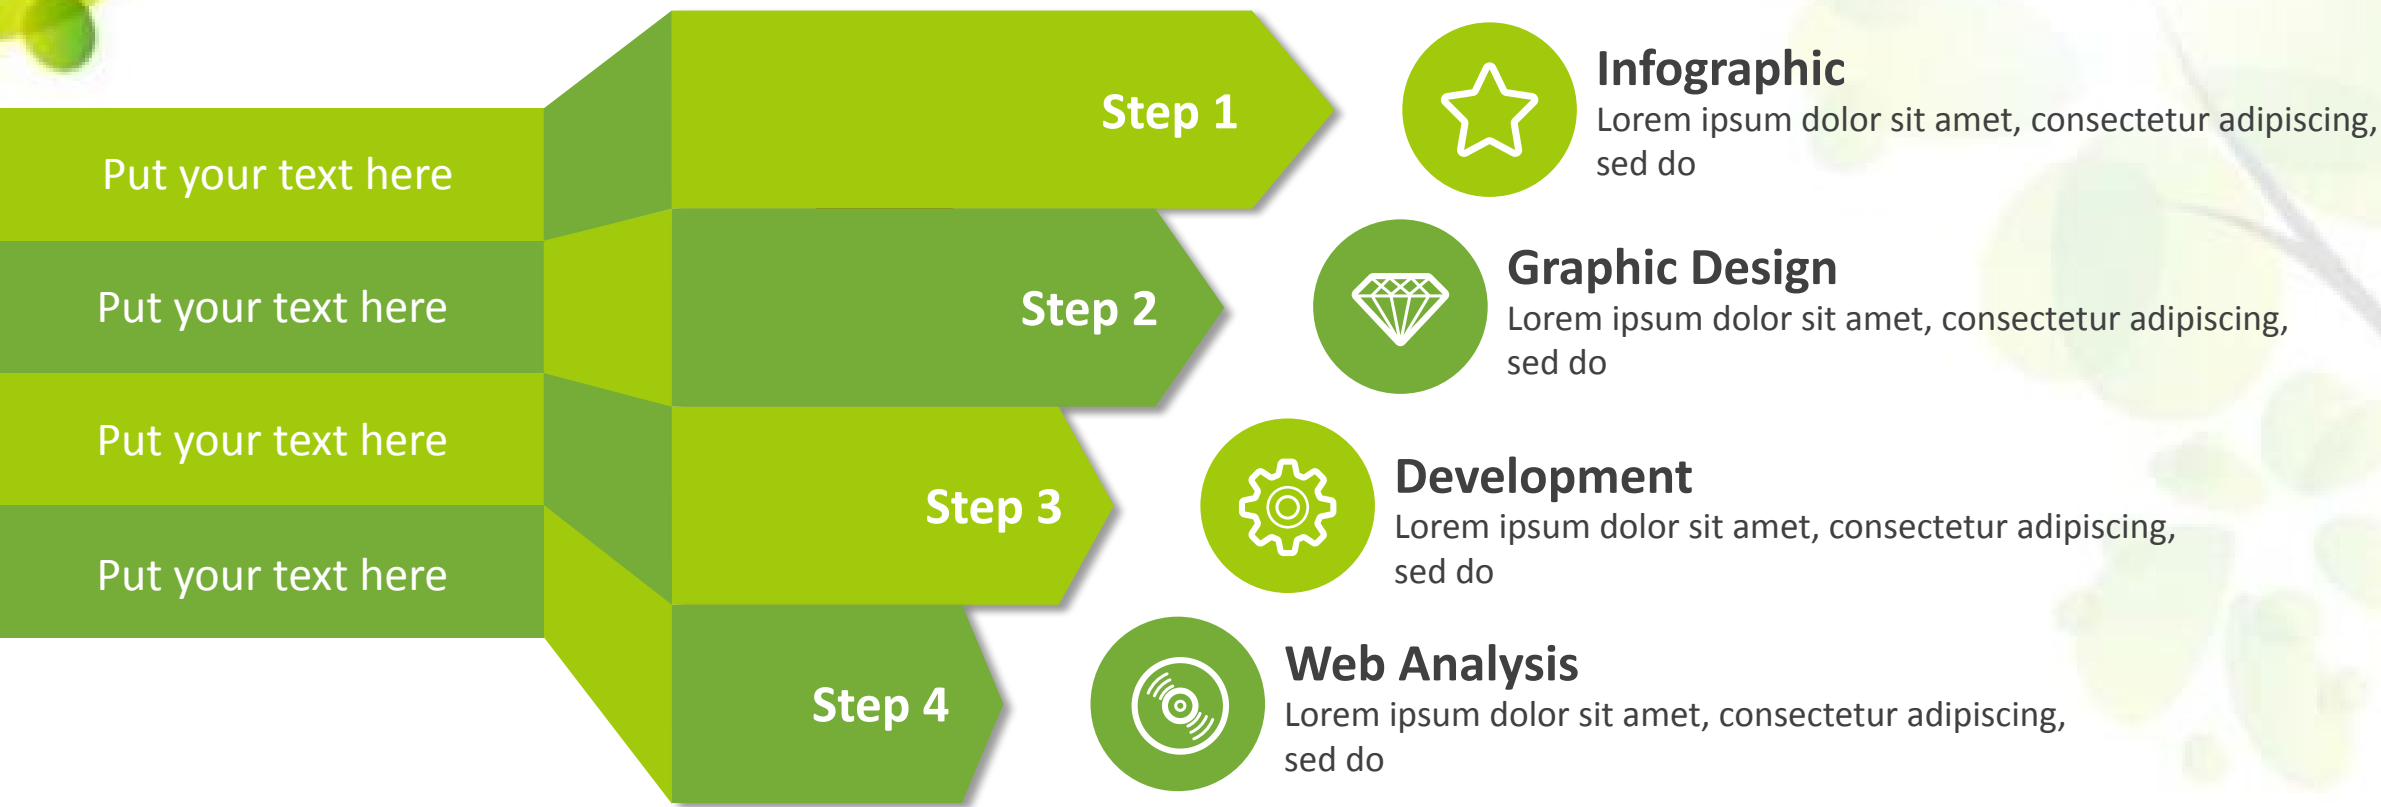 Put your text here
Put your text here
Put your text here
Put your text here
Step 1
Step 2
Step 3
Step 4
Infographic
Lorem ipsum dolor sit amet, consectetur adipiscing,
sed do
Graphic Design
Lorem ipsum dolor sit amet, consectetur adipiscing,
sed do
Development
Lorem ipsum dolor sit amet, consectetur adipiscing,
sed do
Web Analysis
Lorem ipsum dolor sit amet, consectetur adipiscing,
sed do